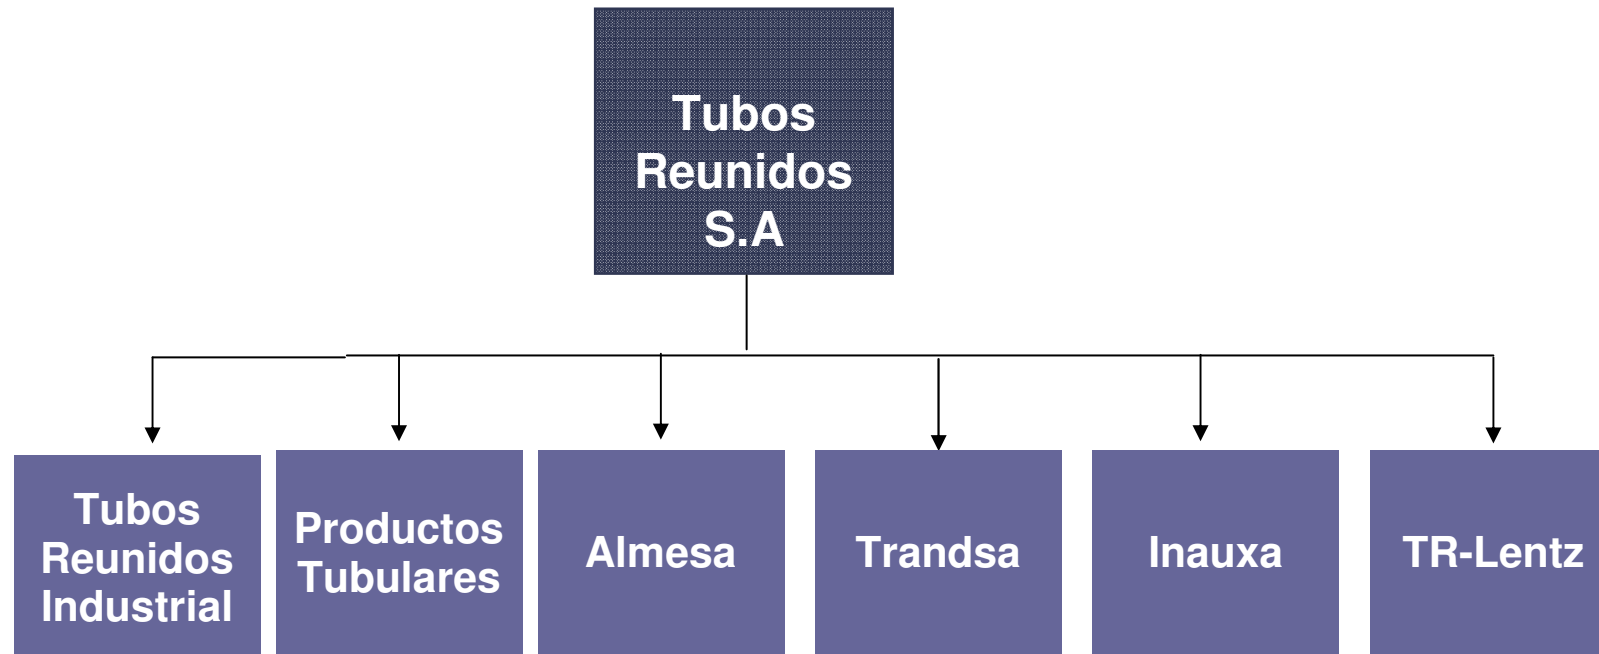 Tubos
Reunidos
S.A
Tubos
Reunidos
Industrial
Productos
Tubulares
Almesa
Trandsa
Inauxa
TR-Lentz